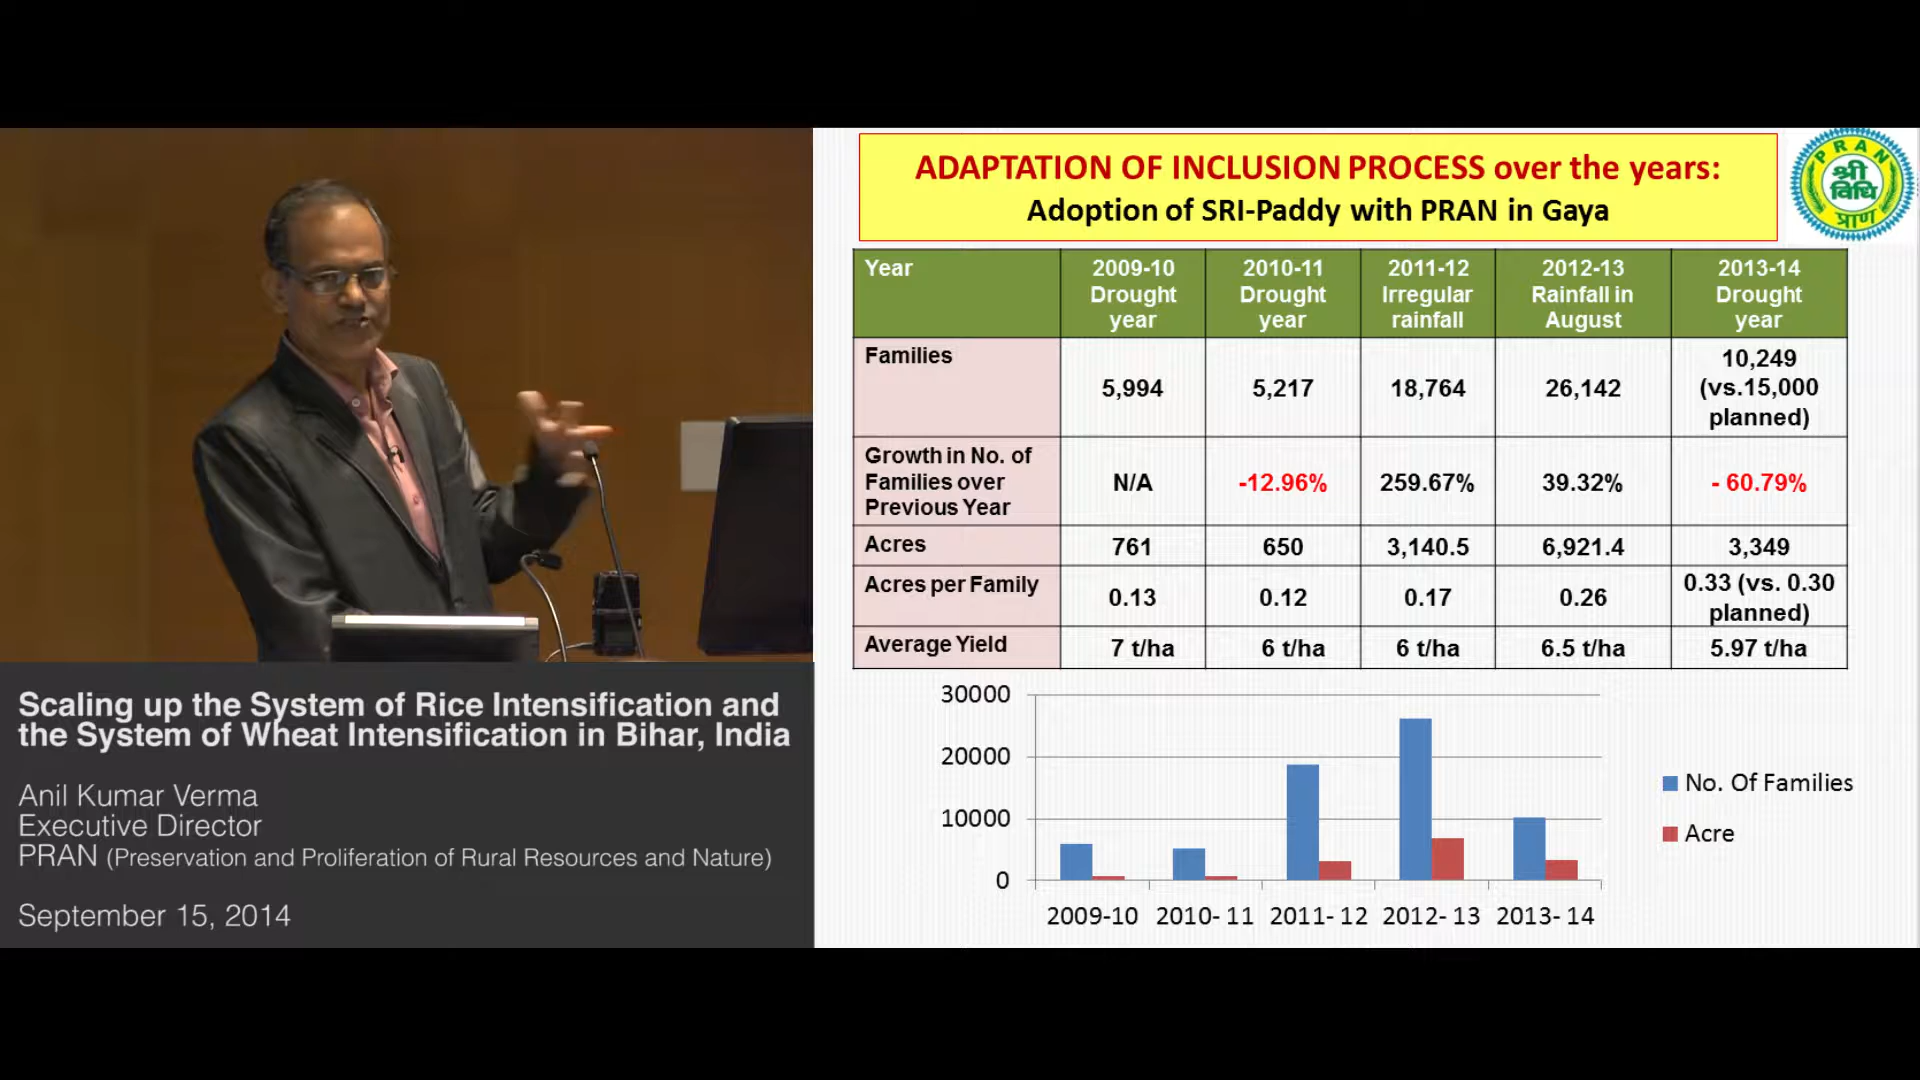 ADAPTATION OF INCLUSION PROCESS over the years:
Adoption of SRI-Paddy with PRAN in Gaya
PRAN
श्री
विधि
प्राण
Year
2009-10
Drought
year
2010-11
Drought
year
2011-12
Irregular
rainfall
2012-13
Rainfall in
August
2013-14
Drought
year
Families
5,994
5,217
18,764
26,142
10,249
(vs.15,000
planned)
Growth in No. of
Families over
Previous Year
N/A
-12.96%
259.67%
39.32%
- 60.79%
Acres
761
650
3,140.5
6,921.4
3,349
Acres per Family
0.13
0.12
0.17
0.26
0.33 (vs. 0.30
planned)
Average Yield
7 t/ha
6 t/ha
6 t/ha
6.5 t/ha
5.97 t/ha
30000
20000
10000
0
2009-10 2010- 11 2011- 12 2012- 13 2013- 14
No. Of Families
Acre
Scaling up the System of Rice Intensification and
the System of Wheat Intensification in Bihar, India
Anil Kumar Verma
Executive Director
PRAN (Preservation and Proliferation of Rural Resources and Nature)
September 15, 2014